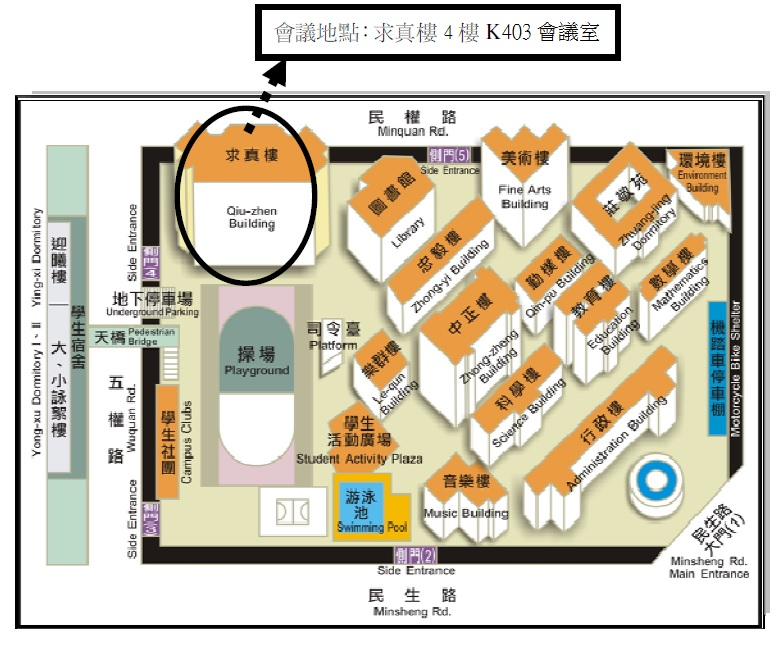 會議地點：求真樓 4 樓 K403 會議室
民 權 路
Minquan Rd.
求真樓
Qiu-zhen
Building
側門(5)
Side Entrance
圖書館
Library
美術樓
Fine Arts
Building
莊敬苑
Zhuang-jing
Dormitory
環境樓
Environment
Building
Side Entrance
側門4
忠毅樓
Zhong-yi Building
勤樸樓
Qin-pu Building
教育樓
Education
Building
數學樓
Mathematics
Building
迎曦樓
Ying-xi Dormitory
大、小詠絮樓
Yong-xu Dormitory I、II
學生宿舍
地下停車場
Underground Parking
天橋
Pedestrian
Bridge
五權路
Wuquan Rd.
操場
Playground
司令臺
Platform
樂群樓
Le-qun
Building
中正樓
Zhong-zheng
Building
科學樓
Science Building
行政樓
Administration Building
機踏車停車棚
Motorcycle Bike Shelter
學生社團
Campus Clubs
學生
活動廣場
Student Activity Plaza
游泳
池
Swimming Pool
音樂樓
Music Building
Side Entrance
側門(3)
側門(2)
Side Entrance
民生路
大門(1)
Minsheng Rd.
Main Entrance
民 生 路
Minsheng Rd.